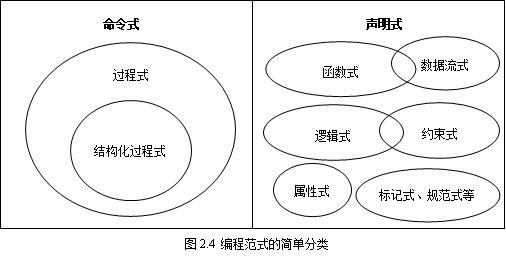 命令式
过程式
结构化过程式
声明式
函数式
数据流式
逻辑式
约束式
属性式
标记式、规范式等
图 2.4 编程范式的简单分类